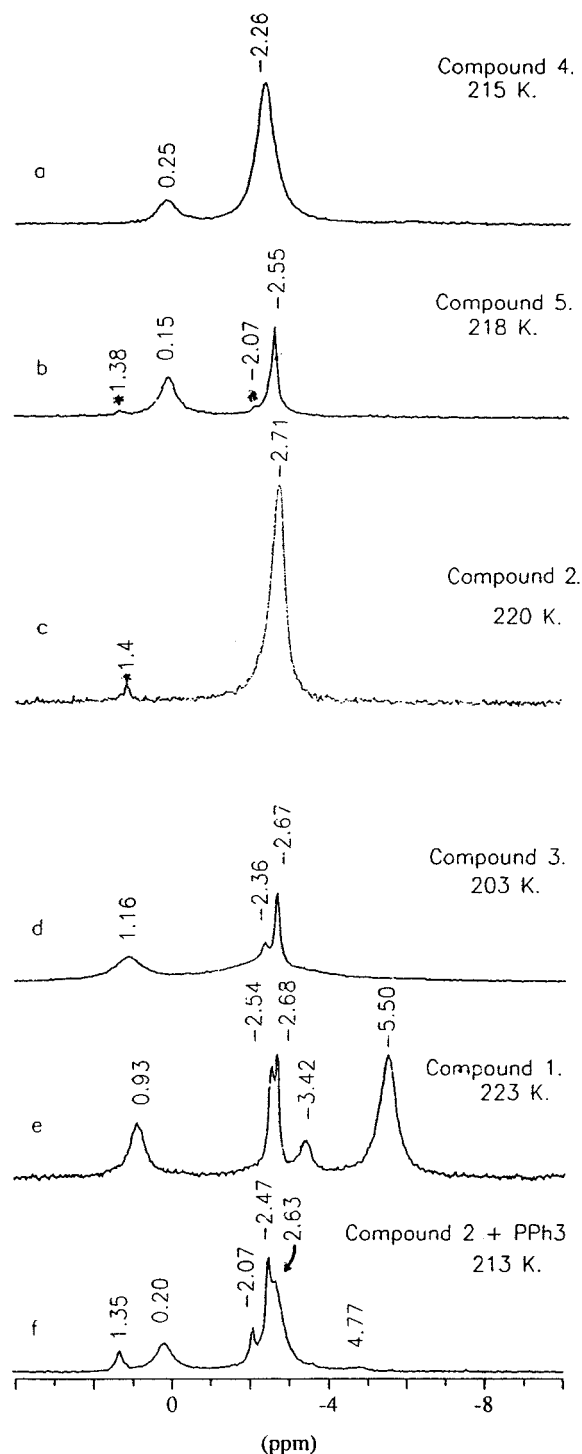 -2.26
Compound 4.
215 K.
0.25
a
-2.55
Compound 5.
218 K.
0.15
-2.07
*1.38
*
b
-2.71
Compound 2.
220 K.
*1.4
c
-2.67
Compound 3.
203 K.
-2.36
1.16
d
-2.54
-2.68
-5.50
Compound 1.
223 K.
0.93
-3.42
e
-2.47
2.63
Compound 2 + PPh3
213 K.
-2.07
1.35
0.20
4.77
f
0 -4 -8
(ppm)